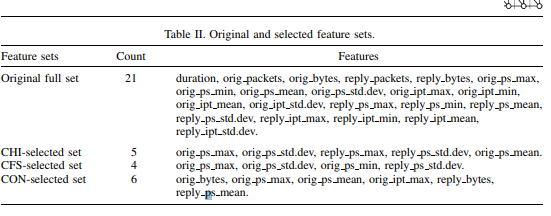 Table II. Original and selected feature sets.
Feature sets Count Features
Original full set 21 duration, orig_packets, orig_bytes, reply_packets, reply_bytes, orig_ps_max,
orig_ps_min, orig_ps_mean, orig_ps_std.dev, orig_ipt_max, orig_ipt_min,
orig_ipt_mean, orig_ipt_std.dev, reply_ps_max, reply_ps_min, reply_ps_mean,
reply_ps_std.dev, reply_ipt_max, reply_ipt_min, reply_ipt_mean,
reply_ipt_std.dev.
CHI-selected set 5 orig_ps_max, orig_ps_std.dev, reply_ps_max, reply_ps_std.dev, orig_ps_mean.
CFS-selected set 4 orig_ps_max, orig_ps_std.dev, orig_ps_min, reply_ps_std.dev.
CON-selected set 6 orig_bytes, orig_ps_max, orig_ps_mean, orig_ipt_max, reply_bytes,
reply_ps_mean.